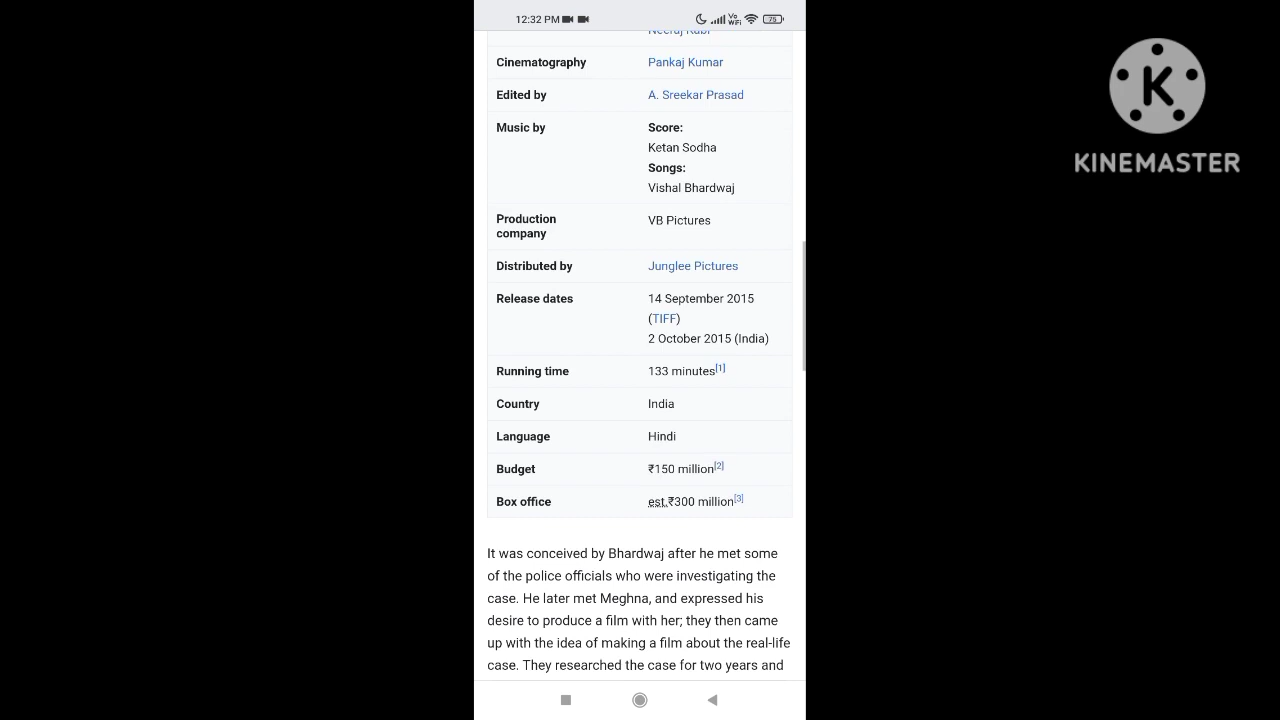 12:32 PM
Vo
WiFi
75
Neeraj Kabi
Cinematography Pankaj Kumar
Edited by A. Sreekar Prasad
Music by Score:
Ketan Sodha
Songs:
Vishal Bhardwaj
Production
company VB Pictures
Distributed by Junglee Pictures
Release dates 14 September 2015
(TIFF)
2 October 2015 (India)
Running time 133 minutes[1]
Country India
Language Hindi
Budget ₹150 million[2]
Box office est.₹300 million[3]
It was conceived by Bhardwaj after he met some
of the police officials who were investigating the
case. He later met Meghna, and expressed his
desire to produce a film with her; they then came
up with the idea of making a film about the real-life
case. They researched the case for two years and
K
KINEMASTER